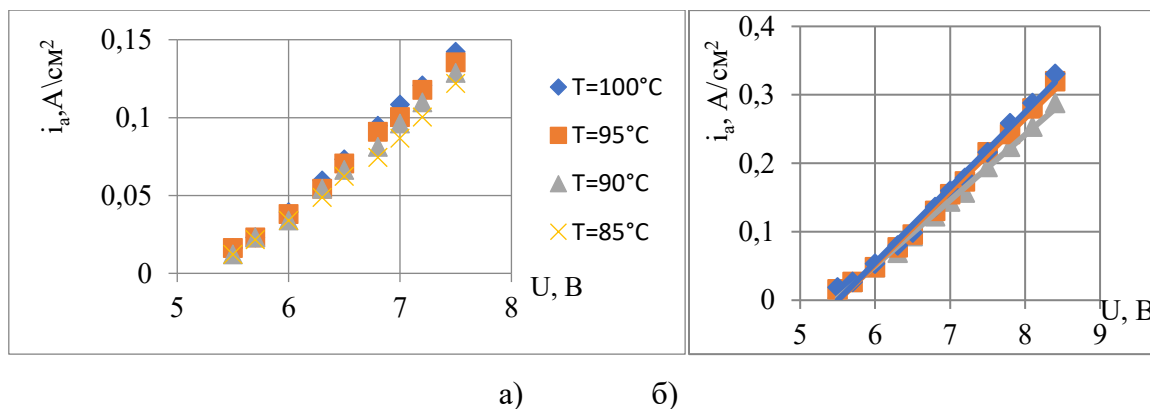 i_a,А\см²
0,15
0,1
0,05
0
5 6 7 8
U, В
T=100°C
T=95°C
T=90°C
T=85°C
i_a, А/см²
0,4
0,3
0,2
0,1
0
5 6 7 8 9
U, В
а) б)